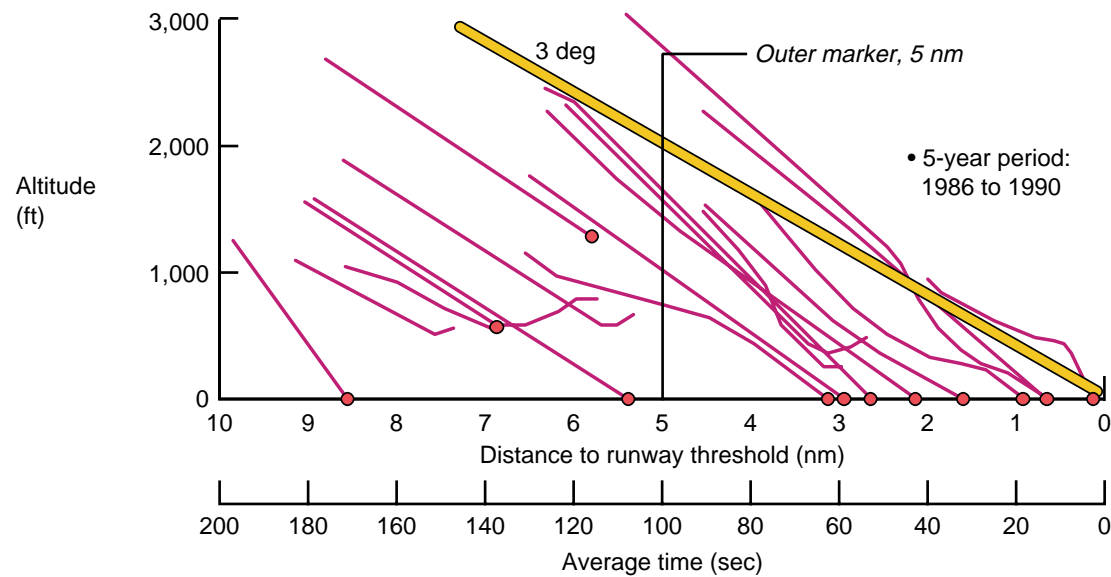 3,000
2,000
1,000
0
Altitude
(ft)
3 deg
Outer marker, 5 nm
• 5-year period:
1986 to 1990
10 9 8 7 6 5 4 3 2 1 0
Distance to runway threshold (nm)
200 180 160 140 120 100 80 60 40 20 0
Average time (sec)